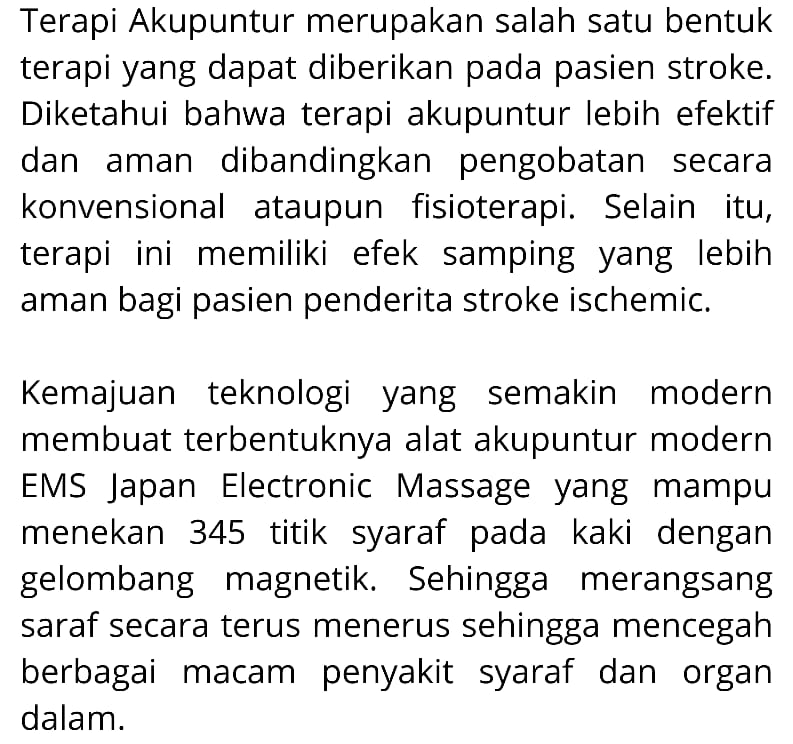 Terapi Akupuntur merupakan salah satu bentuk
terapi yang dapat diberikan pada pasien stroke.
Diketahui bahwa terapi akupuntur lebih efektif
dan aman dibandingkan pengobatan secara
konvensional ataupun fisioterapi. Selain itu,
terapi ini memiliki efek samping yang lebih
aman bagi pasien penderita stroke ischemic.
Kemajuan teknologi yang semakin modern
membuat terbentuknya alat akupuntur modern
EMS Japan Electronic Massage yang mampu
menekan 345 titik syaraf pada kaki dengan
gelombang magnetik. Sehingga merangsang
saraf secara terus menerus sehingga mencegah
berbagai macam penyakit syaraf dan organ
dalam.